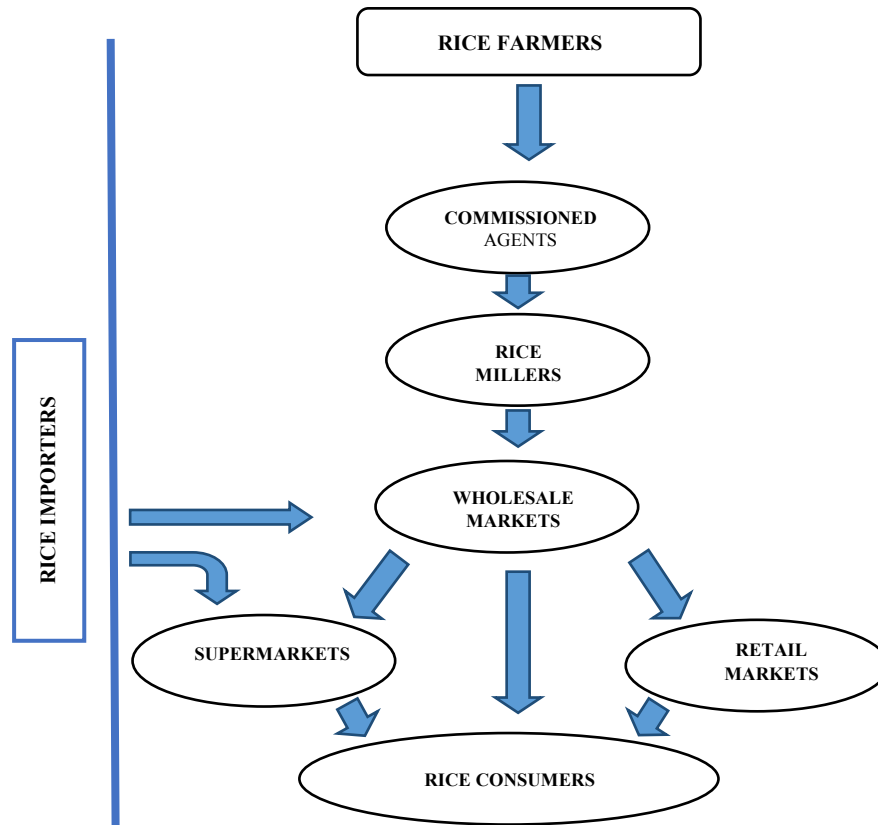 RICE FARMERS
COMMISSIONED
AGENTS
RICE
MILLERS
RICE IMPORTERS
WHOLESALE
MARKETS
SUPERMARKETS
RETAIL
MARKETS
RICE CONSUMERS